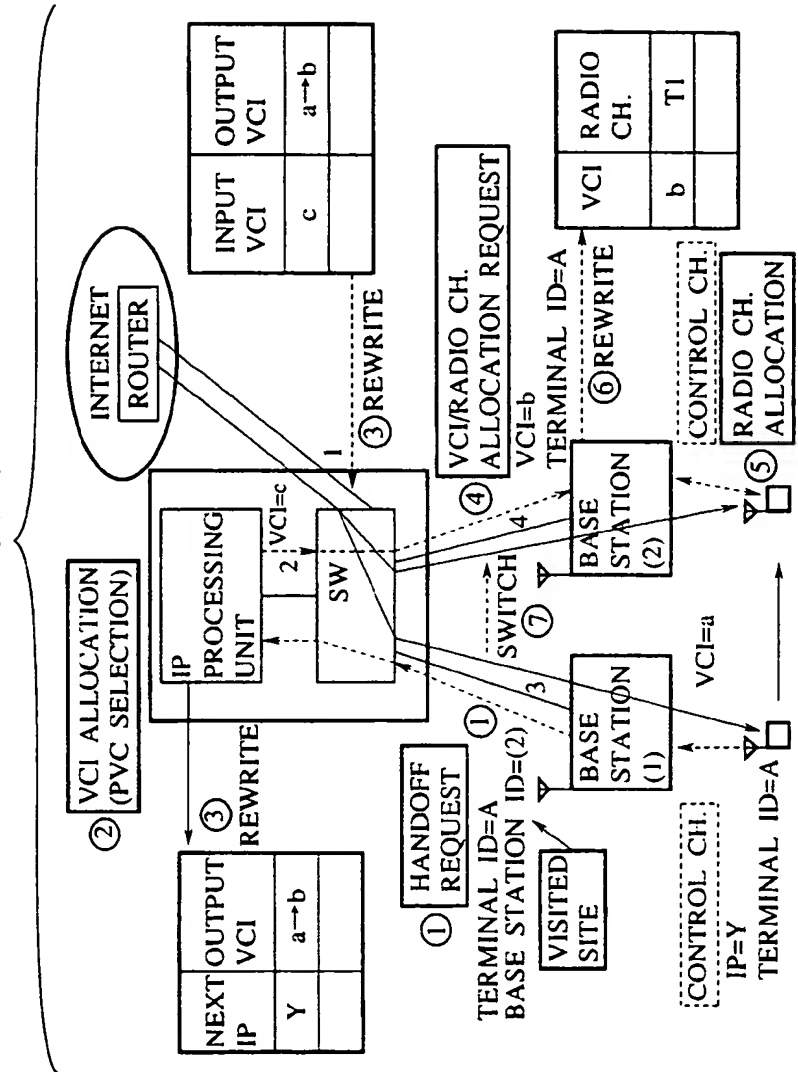 ②
VCI ALLOCATION
(PVC SELECTION)
INTERNET
ROUTER
INPUT
VCI
OUTPUT
VCI
c
a→b
NEXT
IP
OUTPUT
VCI
Y
a→b
③
REWRITE
IP
PROCESSING
UNIT
VCI=c
2
SW
1
③ REWRITE
① HANDOFF
REQUEST
TERMINAL ID=A
BASE STATION ID=(2)
VISITED
SITE
①
3
SWITCH
⑦
4
④ VCI/RADIO CH.
ALLOCATION REQUEST
VCI=b
TERMINAL ID=A
⑥ REWRITE
VCI
RADIO
CH.
b
T1
BASE
STATION
(1)
BASE
STATION
(2)
CONTROL CH.
IP=Y
TERMINAL ID=A
VCI=a
CONTROL CH.
⑤ RADIO CH.
ALLOCATION